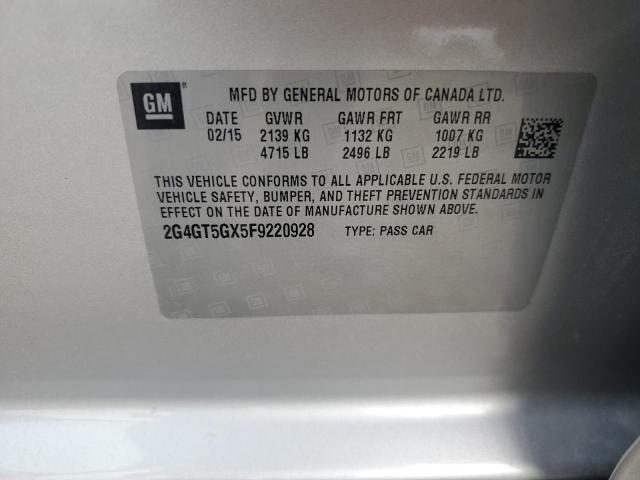 GM
MFD BY GENERAL MOTORS OF CANADA LTD.
DATE GVWR GAWR FRT GAWR RR
02/15 2139 KG 1132 KG 1007 KG
4715 LB 2496 LB 2219 LB
THIS VEHICLE CONFORMS TO ALL APPLICABLE U.S. FEDERAL MOTOR
VEHICLE SAFETY, BUMPER, AND THEFT PREVENTION STANDARDS IN
EFFECT ON THE DATE OF MANUFACTURE SHOWN ABOVE.
2G4GT5GX5F9220928 TYPE: PASS CAR